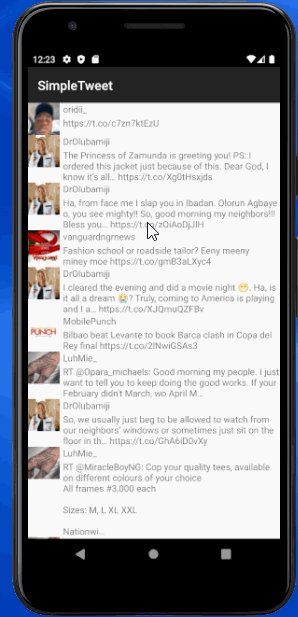 12:23
SimpleTweet
oridii_
https://t.co/c7zn7ktEzU
DrOlubamiji
The Princess of Zamunda is greeting you! PS: I
ordered this jacket just because of this. Dear God, I
know it's all… https://t.co/Xg0tHsxjds
DrOlubamiji
Ha, from face me I slap you in Ibadan. Olorun Agbaye
o, you see mighty!! So, good morning my neighbors!!!
Bless you… https://t.co/zOiAoDjJIH
vanguardngrnews
Fashion school or roadside tailor? Eeny meeny
miney moe https://t.co/gmB3aLXyc4
DrOlubamiji
I cleared the evening and did a movie night 😁. Ha, is
it all a dream 😭? Truly, coming to America is playing
and I a… https://t.co/XJQmuQZFBv
MobilePunch
PUNCH
Bilbao beat Levante to book Barca clash in Copa del
Rey final https://t.co/2lNwiGSAs3
LuhMie_
RT @Opara_michaels: Good morning my people. I just
want to tell you to keep doing the good works. If your
February didn't March, wo April M…
DrOlubamiji
So, we usually just beg to be allowed to watch from
our neighbors' windows or sometimes just sit on the
floor in th… https://t.co/GhA6iD0vXy
LuhMie_
RT @MiracleBoyNG: Cop your quality tees, available
on different colours of your choice
All frames #3,000 each
Sizes: M, L XL XXL
Nationwi…